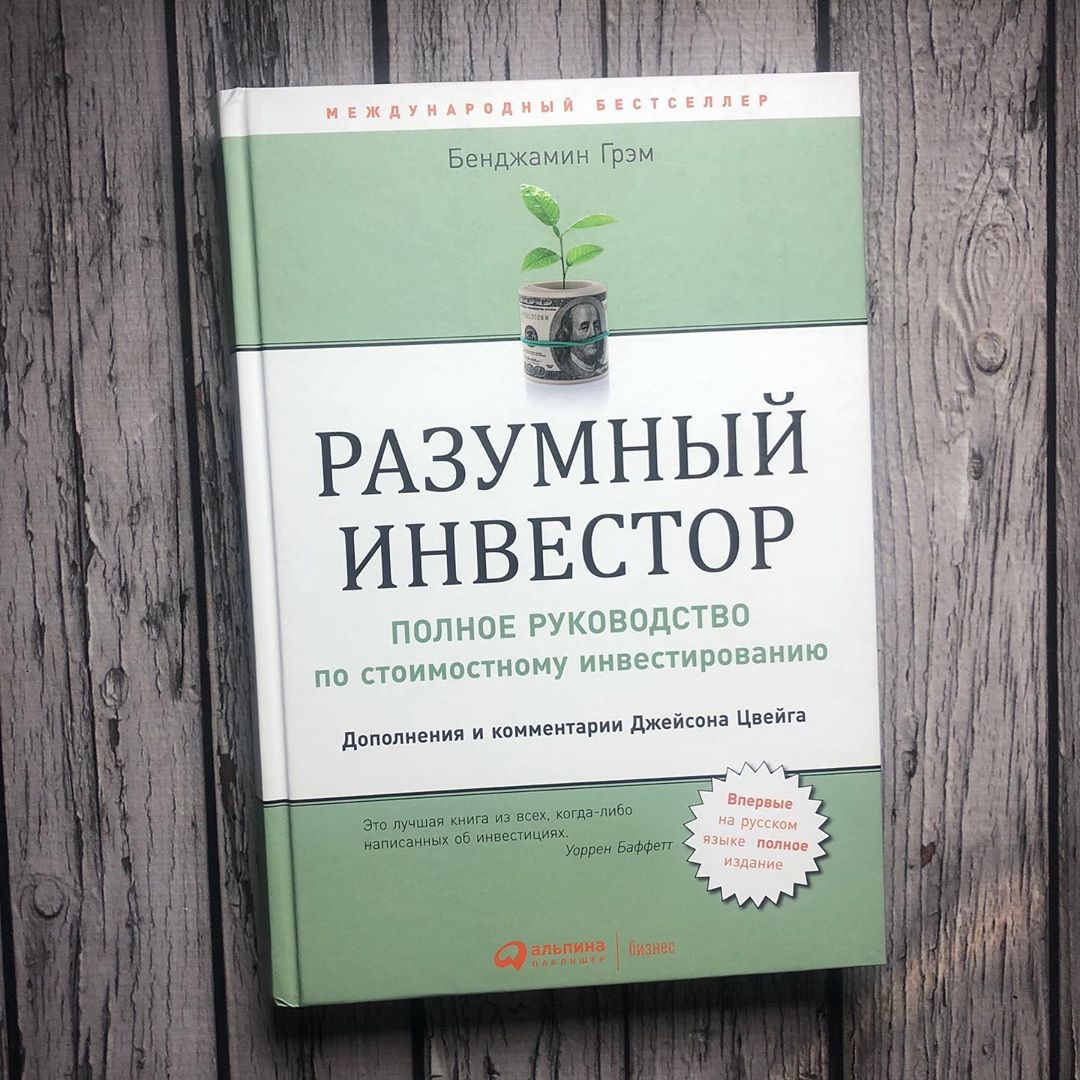 МЕЖДУНАРОДНЫЙ БЕСТСЕЛЛЕР
Бенджамин Грэм
РАЗУМНЫЙ
ИНВЕСТОР
ПОЛНОЕ РУКОВОДСТВО
по стоимостному инвестированию
Дополнения и комментарии Джейсона Цвейга
Это лучшая книга из всех, когда-либо
написанных об инвестициях.
Уоррен Баффетт
Впервые
на русском
языке полное
издание
альпина
ПАБЛИШЕР
бизнес